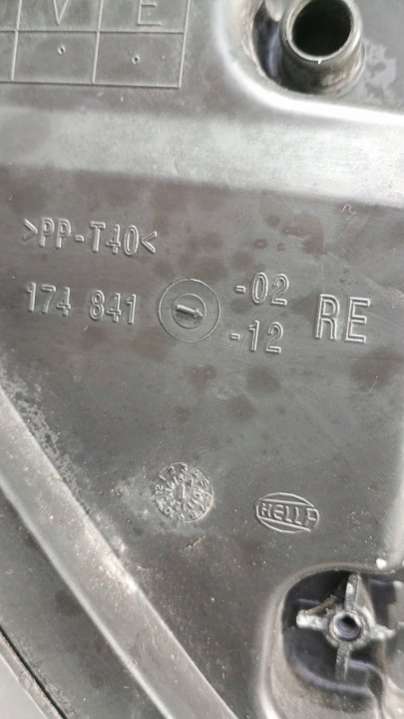 V E
>PP-T40<
174 841 -02 RE
-12
HELLA